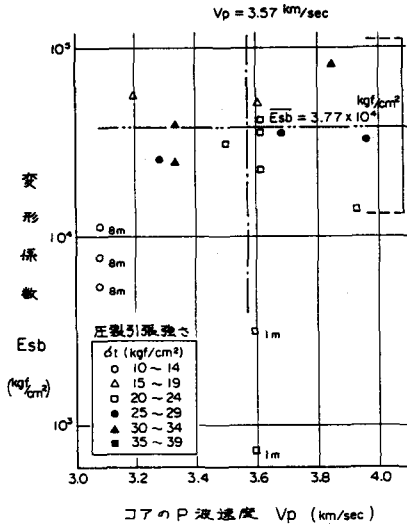 Vp = 3.57 km/sec
10⁵
kgf/cm²
Esb = 3.77 x 10⁴
変形係数
10⁴
8m
8m
8m
圧裂引張強さ
Esb
(kgf/cm²)
σt (kgf/cm²)
○ 10 ~ 14
△ 15 ~ 19
□ 20 ~ 24
● 25 ~ 29
▲ 30 ~ 34
■ 35 ~ 39
1m
1m
10³
3.0
3.2
3.4
3.6
3.8
4.0
コアのP波速度 Vp (km/sec)